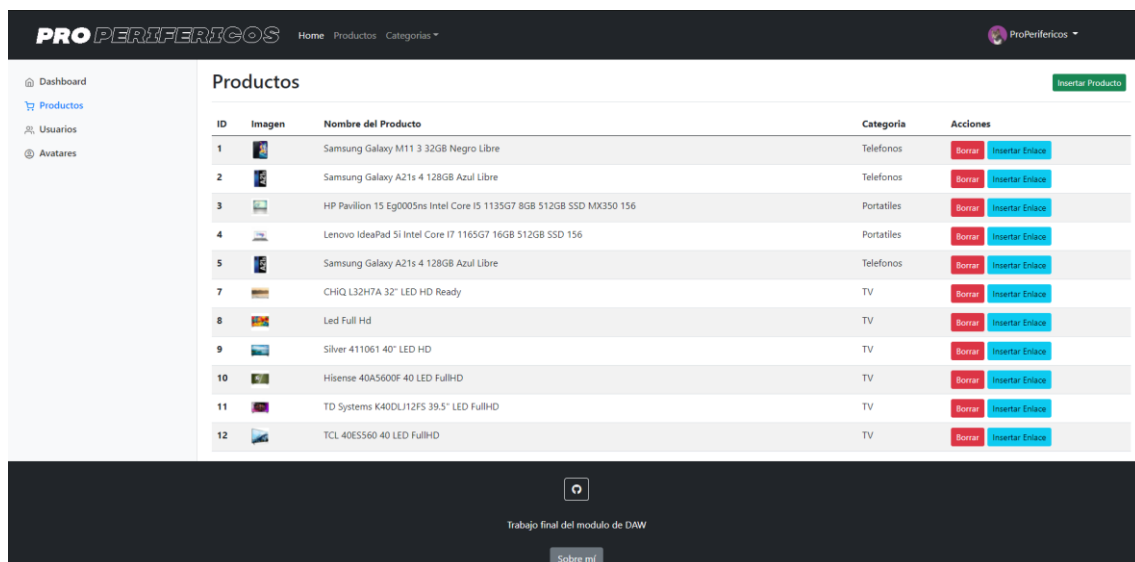 PRO PERIFERICOS Home Productos Categorias ProPerifericos
Dashboard
Productos
Usuarios
Avatares
Productos Insertar Producto
ID Imagen Nombre del Producto Categoria Acciones
1 Samsung Galaxy M11 3 32GB Negro Libre Telefonos Borrar Insertar Enlace
2 Samsung Galaxy A21s 4 128GB Azul Libre Telefonos Borrar Insertar Enlace
3 HP Pavilion 15 Eg0005ns Intel Core I5 1135G7 8GB 512GB SSD MX350 156 Portatiles Borrar Insertar Enlace
4 Lenovo IdeaPad 5i Intel Core I7 1165G7 16GB 512GB SSD 156 Portatiles Borrar Insertar Enlace
5 Samsung Galaxy A21s 4 128GB Azul Libre Telefonos Borrar Insertar Enlace
7 CHiQ L32H7A 32" LED HD Ready TV Borrar Insertar Enlace
8 Led Full Hd TV Borrar Insertar Enlace
9 Silver 411061 40" LED HD TV Borrar Insertar Enlace
10 Hisense 40A5600F 40 LED FullHD TV Borrar Insertar Enlace
11 TD Systems K40DLJ12FS 39.5" LED FullHD TV Borrar Insertar Enlace
12 TCL 40ES560 40 LED FullHD TV Borrar Insertar Enlace
Trabajo final del modulo de DAW
Sobre mí